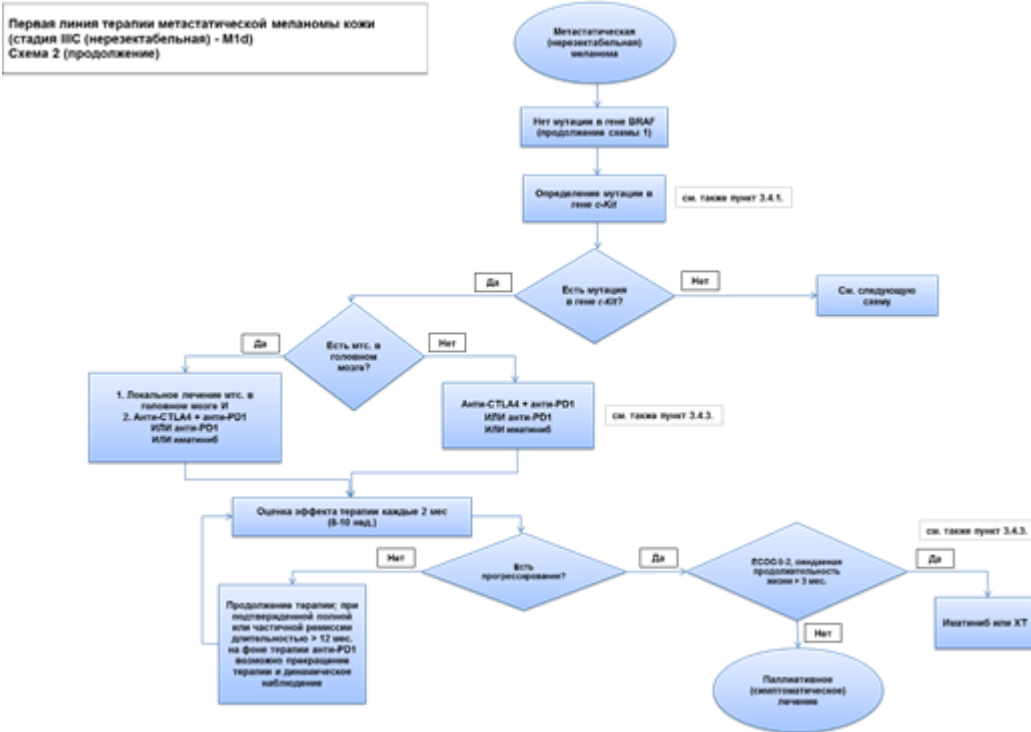 Первая линия терапии метастатической меланомы кожи
(стадия IIIC (нерезектабельная) - M1d)
Схема 2 (продолжение)
Метастатическая
(нерезектабельная)
меланома
Нет мутации в гене BRAF
(продолжение схемы 1)
Определение мутации в
гене c-Kit
см. также пункт 3.4.1.
Есть мутация
в гене c-Kit?
Да
Нет
См. следующую
схему
Есть мтс. в
головном
мозге?
Да
Нет
1. Локальное лечение мтс. в
головном мозге И
2. Анти-CTLA4 + анти-PD1
ИЛИ анти-PD1
ИЛИ иматиниб
Анти-CTLA4 + анти-PD1
ИЛИ анти-PD1
ИЛИ иматиниб
см. также пункт 3.4.3.
Оценка эффекта терапии каждые 2 мес
(8-10 нед.)
Есть
прогрессирование?
Нет
Да
Продолжение терапии; при
подтвержденной полной
или частичной ремиссии
длительностью > 12 мес.
на фоне терапии анти-PD1
возможно прекращение
терапии и динамическое
наблюдение
ECOG 0-2, ожидаемая
продолжительность
жизни > 3 мес.
см. также пункт 3.4.3.
Да
Иматиниб или ХТ
Нет
Паллиативное
(симптоматическое)
лечение